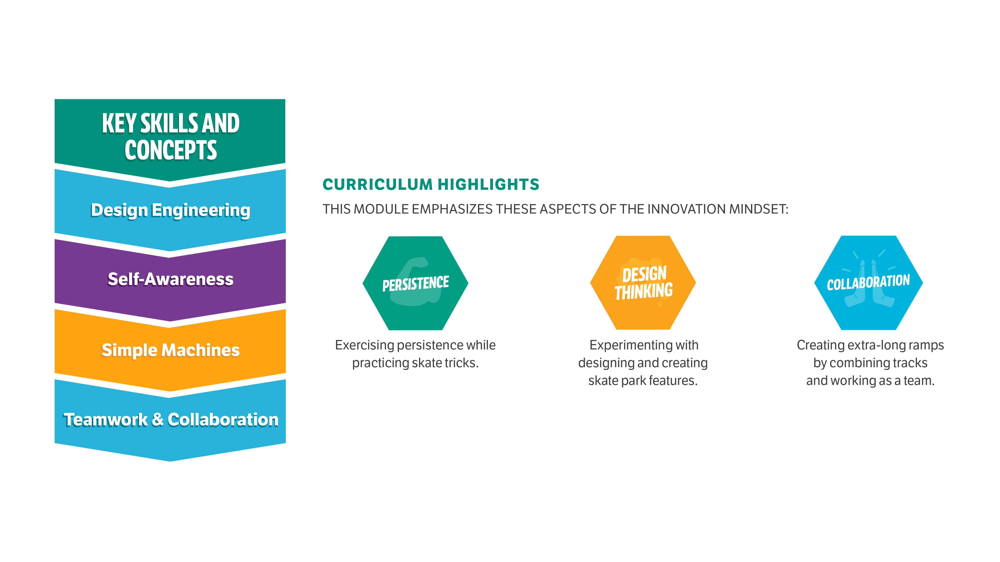 KEY SKILLS AND
CONCEPTS
Design Engineering
Self-Awareness
Simple Machines
Teamwork & Collaboration
CURRICULUM HIGHLIGHTS
THIS MODULE EMPHASIZES THESE ASPECTS OF THE INNOVATION MINDSET:
PERSISTENCE
Exercising persistence while
practicing skate tricks.
DESIGN
THINKING
Experimenting with
designing and creating
skate park features.
COLLABORATION
Creating extra-long ramps
by combining tracks
and working as a team.